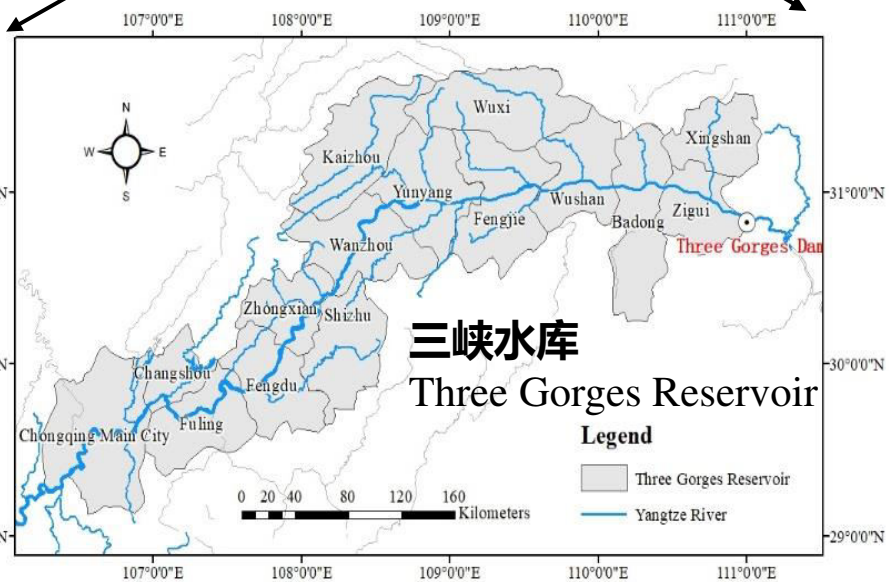 107°0'0"E 108°0'0"E 109°0'0"E 110°0'0"E 111°0'0"E
N
W E
S
Wuxi
Xingshan
Kaizhou
N
31°0'0"N
Yunyang
Wushan
Zigui
Fengjie
Badong
Wanzhou
Three Gorges Dam
Zhongxian
Shizhu
三峡水库
N
30°0'0"N
Changshou
Fengdu
Three Gorges Reservoir
Fuling
Chongqing Main City
Legend
Three Gorges Reservoir
0 20 40 80 120 160
Kilometers
Yangtze River
N
29°0'0"N
107°0'0"E 108°0'0"E 109°0'0"E 110°0'0"E 111°0'0"E